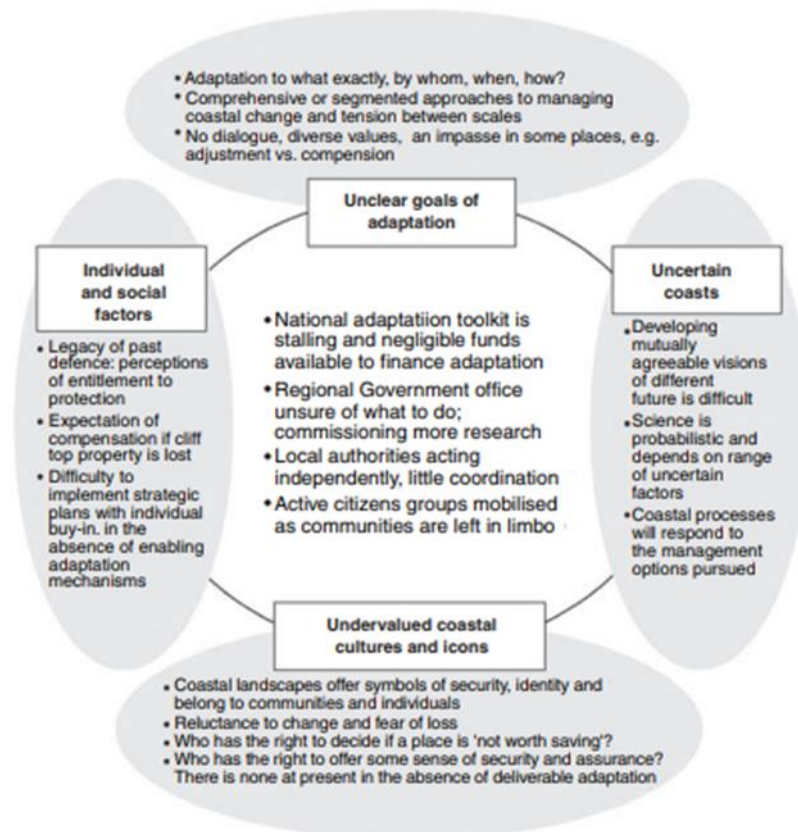 • Adaptation to what exactly, by whom, when, how?
• Comprehensive or segmented approaches to managing
coastal change and tension between scales
• No dialogue, diverse values, an impasse in some places, e.g.
adjustment vs. compension
Unclear goals of
adaptation
Individual
and social
factors
• Legacy of past
defence: perceptions
of entitlement to
protection
• Expectation of
compensation if cliff
top property is lost
• Difficulty to
implement strategic
plans with individual
buy-in. in the
absence of enabling
adaptation
mechanisms
• National adaptatiion toolkit is
stalling and negligible funds
available to finance adaptation
• Regional Government office
unsure of what to do;
commissioning more research
• Local authorities acting
independently, little coordination
• Active citizens groups mobilised
as communities are left in limbo
Uncertain
coasts
• Developing
mutually
agreeable visions
of different
future is difficult
• Science is
probabilistic and
depends on range
of uncertain
factors
• Coastal processes
will respond to
the management
options pursued
Undervalued coastal
cultures and icons
• Coastal landscapes offer symbols of security, identity and
belong to communities and individuals
• Reluctance to change and fear of loss
• Who has the right to decide if a place is 'not worth saving'?
• Who has the right to offer some sense of security and assurance?
There is none at present in the absence of deliverable adaptation